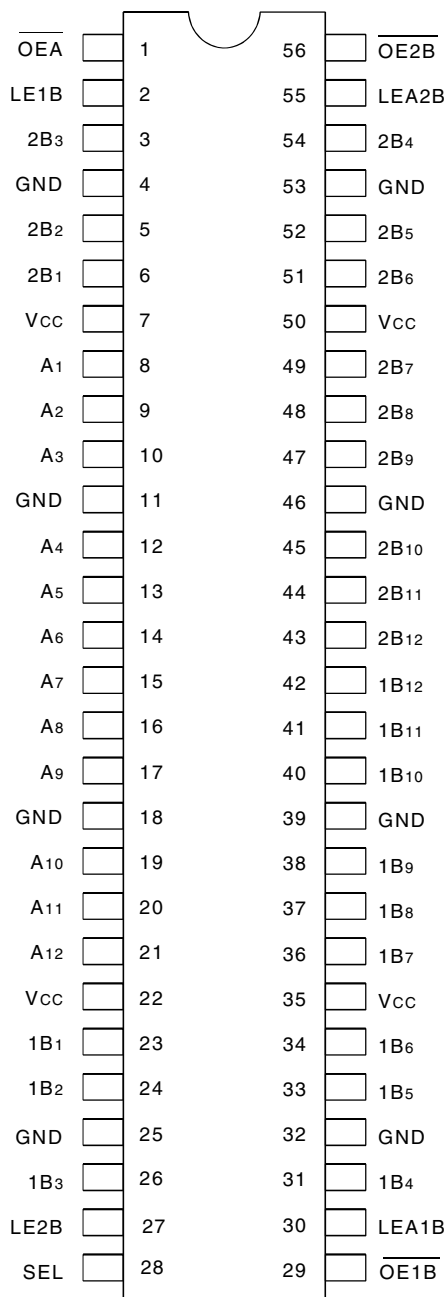 OEA 1 56 OE2B
LE1B 2 55 LEA2B
2B3 3 54 2B4
GND 4 53 GND
2B2 5 52 2B5
2B1 6 51 2B6
VCC 7 50 VCC
A1 8 49 2B7
A2 9 48 2B8
A3 10 47 2B9
GND 11 46 GND
A4 12 45 2B10
A5 13 44 2B11
A6 14 43 2B12
A7 15 42 1B12
A8 16 41 1B11
A9 17 40 1B10
GND 18 39 GND
A10 19 38 1B9
A11 20 37 1B8
A12 21 36 1B7
VCC 22 35 VCC
1B1 23 34 1B6
1B2 24 33 1B5
GND 25 32 GND
1B3 26 31 1B4
LE2B 27 30 LEA1B
SEL 28 29 OE1B